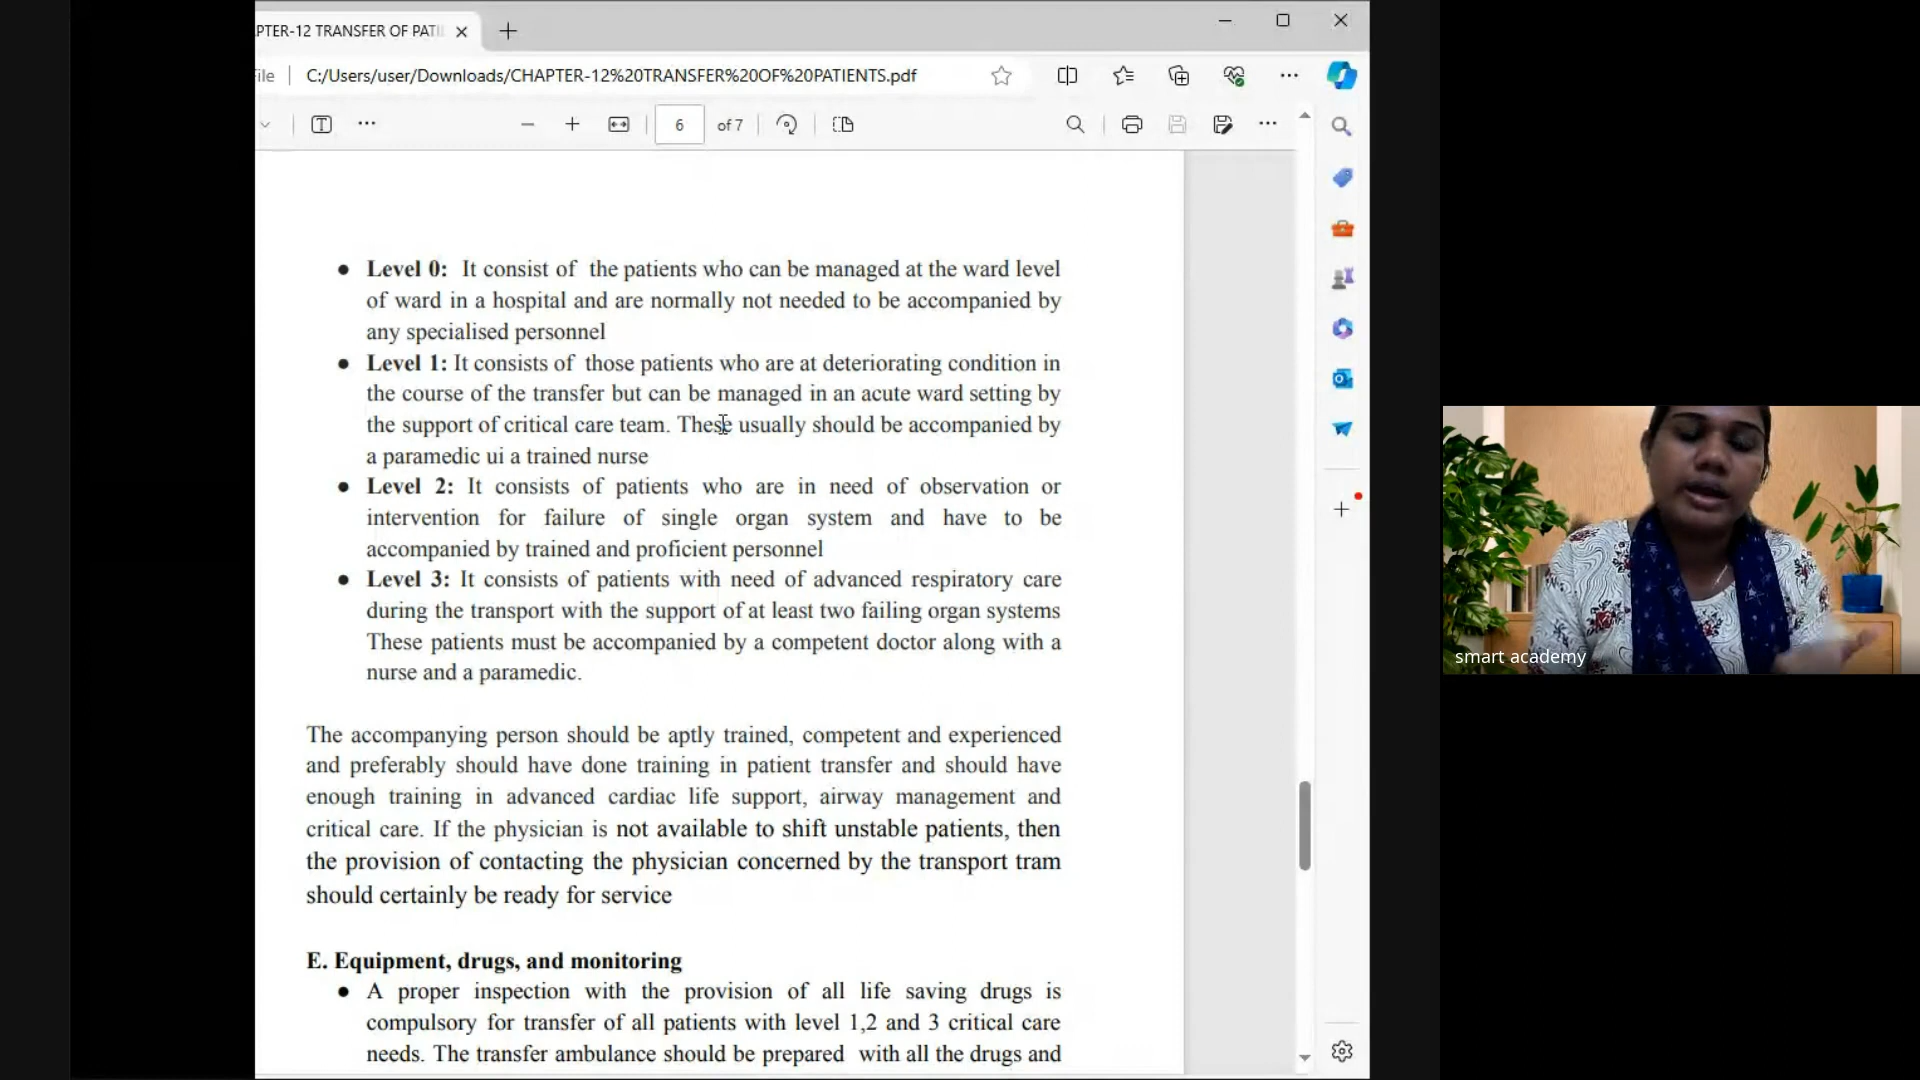 PTER-12 TRANSFER OF PATI
File
C:/Users/user/Downloads/CHAPTER-12%20TRANSFER%20OF%20PATIENTS.pdf
6 of 7
● Level 0: It consist of the patients who can be managed at the ward level
of ward in a hospital and are normally not needed to be accompanied by
any specialised personnel
● Level 1: It consists of those patients who are at deteriorating condition in
the course of the transfer but can be managed in an acute ward setting by
the support of critical care team. These usually should be accompanied by
a paramedic ui a trained nurse
● Level 2: It consists of patients who are in need of observation or
intervention for failure of single organ system and have to be
accompanied by trained and proficient personnel
● Level 3: It consists of patients with need of advanced respiratory care
during the transport with the support of at least two failing organ systems
These patients must be accompanied by a competent doctor along with a
nurse and a paramedic.
The accompanying person should be aptly trained, competent and experienced
and preferably should have done training in patient transfer and should have
enough training in advanced cardiac life support, airway management and
critical care. If the physician is not available to shift unstable patients, then
the provision of contacting the physician concerned by the transport tram
should certainly be ready for service
E. Equipment, drugs, and monitoring
● A proper inspection with the provision of all life saving drugs is
compulsory for transfer of all patients with level 1,2 and 3 critical care
needs. The transfer ambulance should be prepared with all the drugs and
smart academy